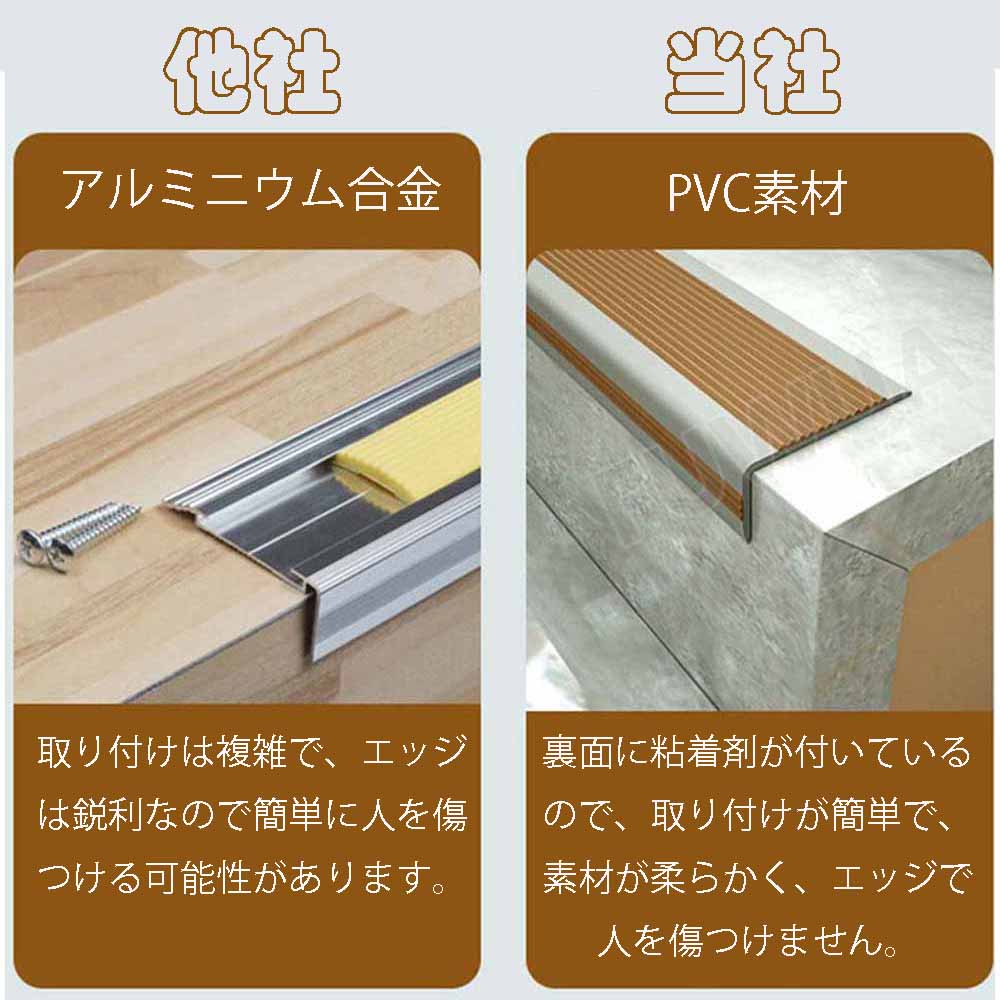 他社
アルミニウム合金
取り付けは複雑で、エッジ
は鋭利なので簡単に人を傷
つける可能性があります。
当社
PVC素材
裏面に粘着剤が付いている
ので、取り付けが簡単で、
素材が柔らかく、エッジで
人を傷つけません。